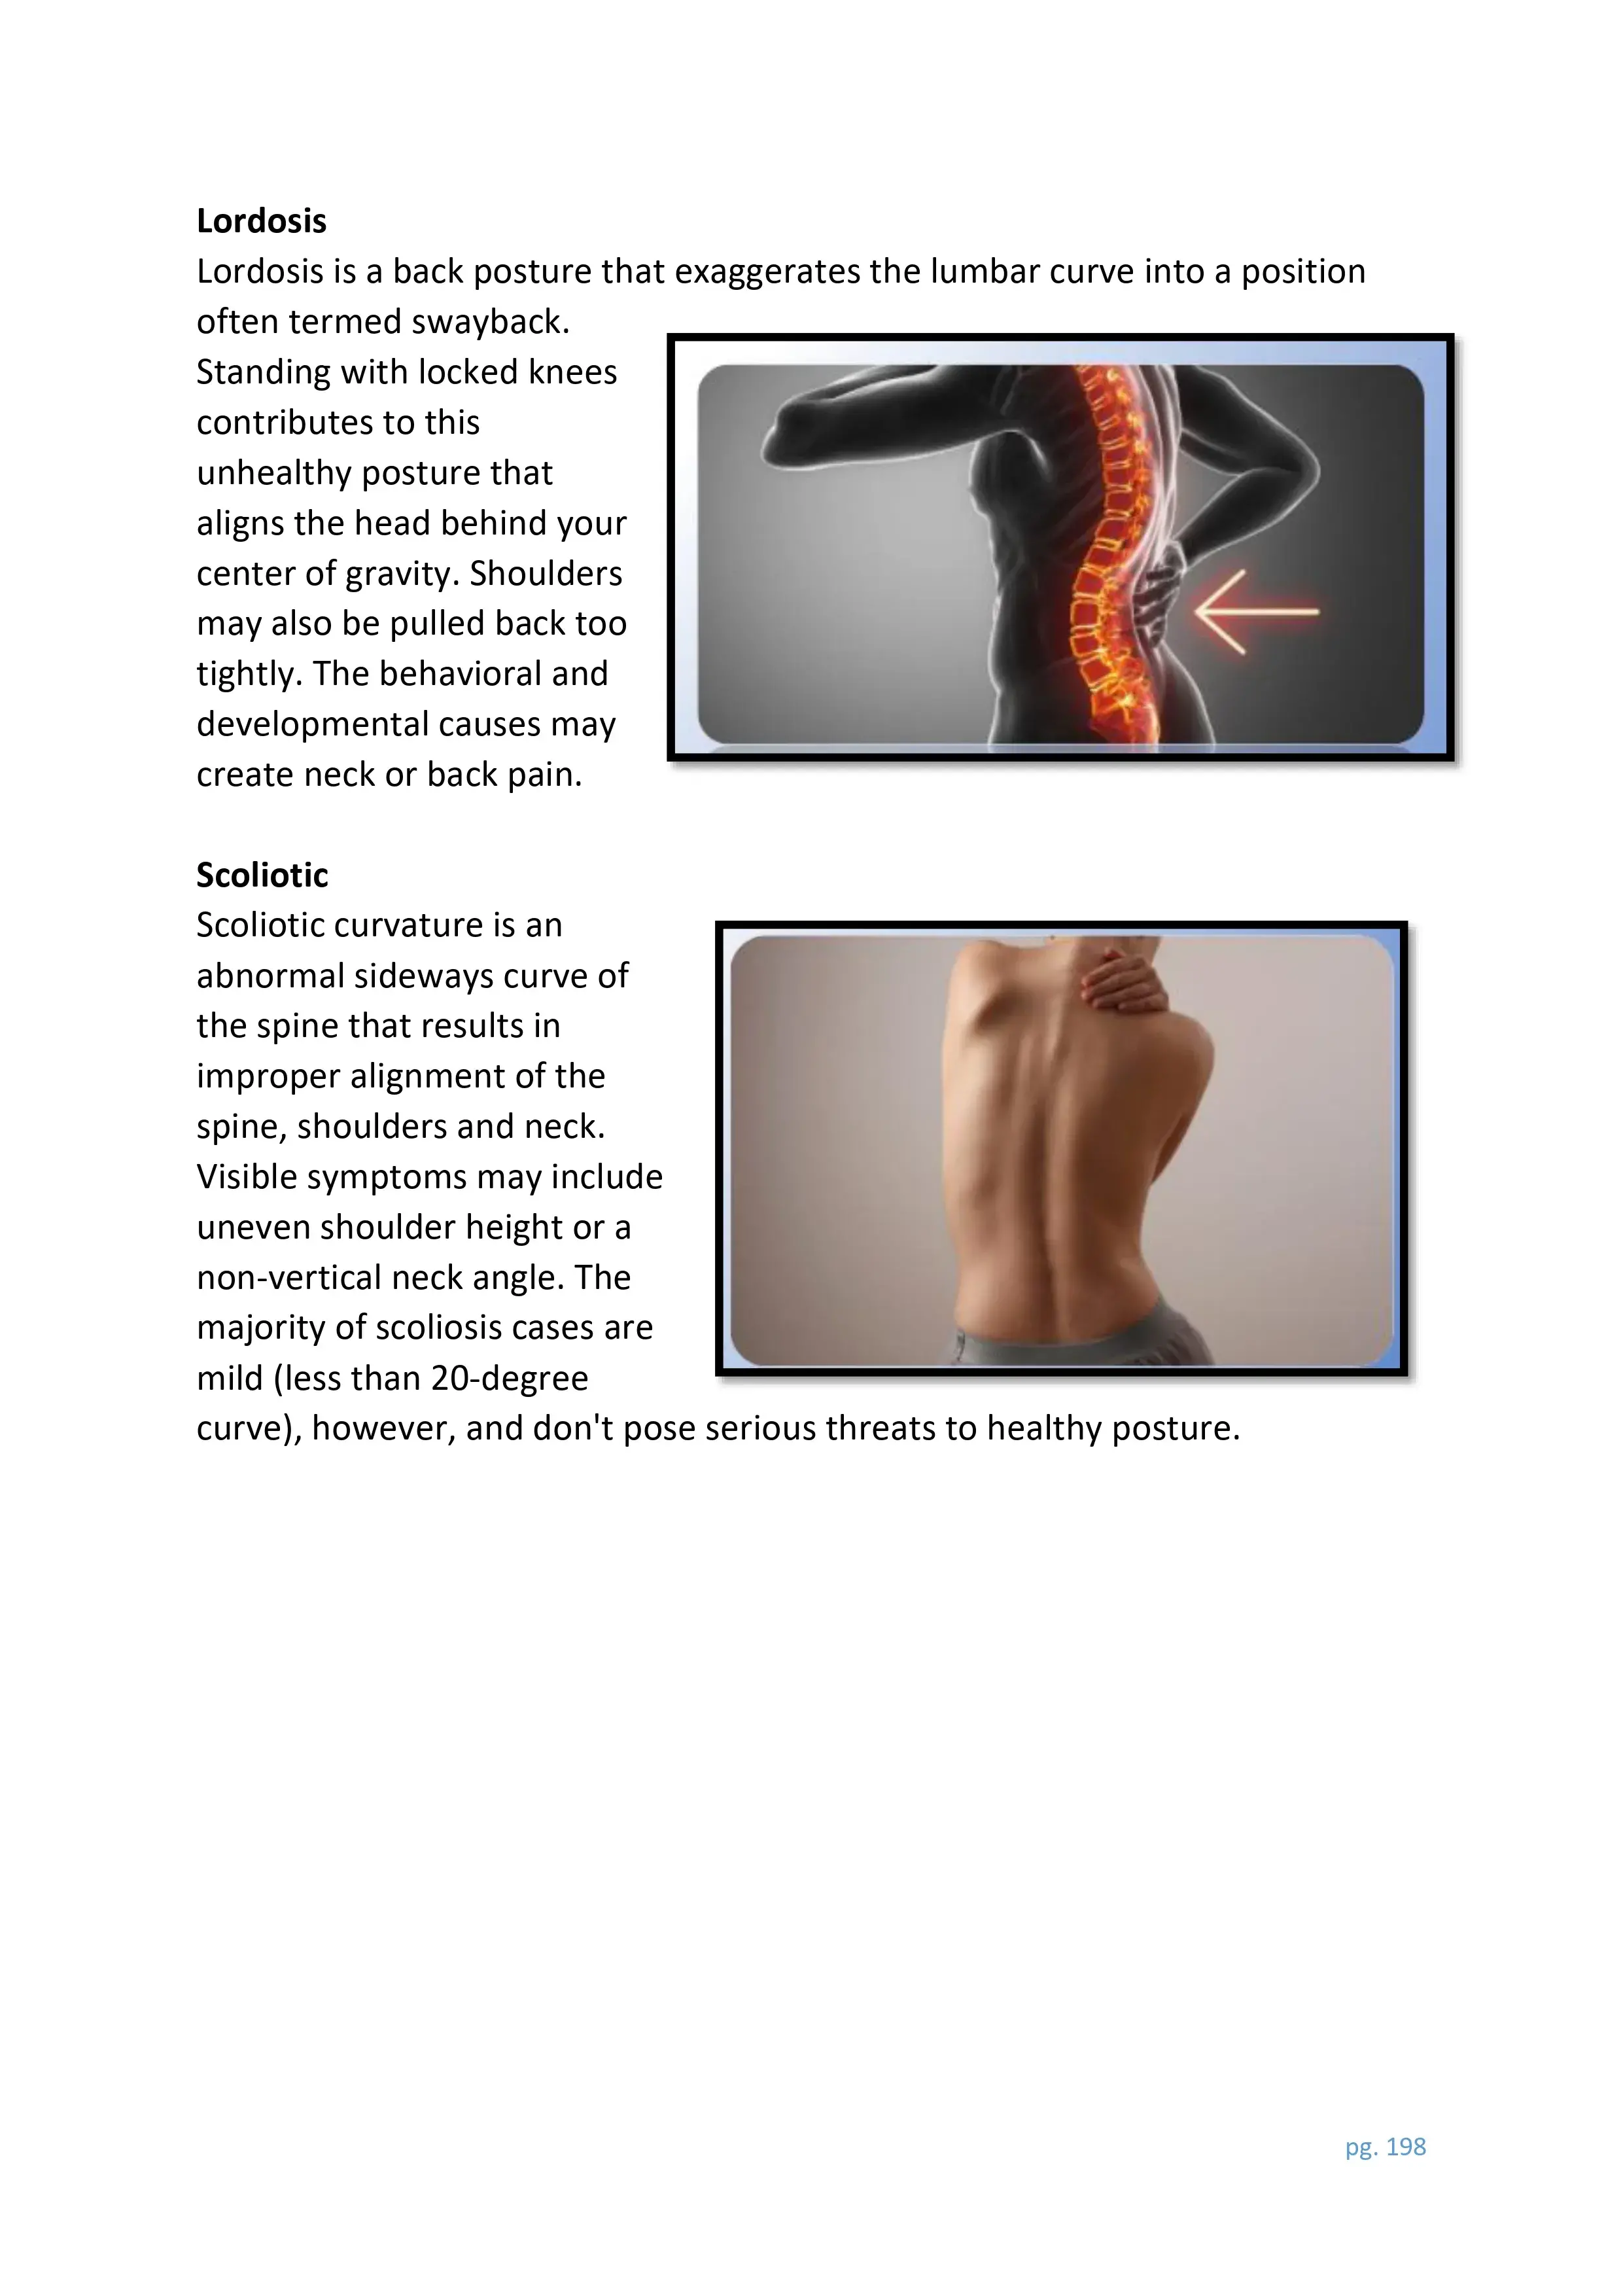 Lordosis
Lordosis is a back posture that exaggerates the lumbar curve into a position
often termed swayback.
Standing with locked knees
contributes to this
unhealthy posture that
aligns the head behind your
center of gravity. Shoulders
may also be pulled back too
tightly. The behavioral and
developmental causes may
create neck or back pain.
Scoliotic
Scoliotic curvature is an
abnormal sideways curve of
the spine that results in
improper alignment of the
spine, shoulders and neck.
Visible symptoms may include
uneven shoulder height or a
non-vertical neck angle. The
majority of scoliosis cases are
mild (less than 20-degree
curve), however, and don't pose serious threats to healthy posture.
pg. 198